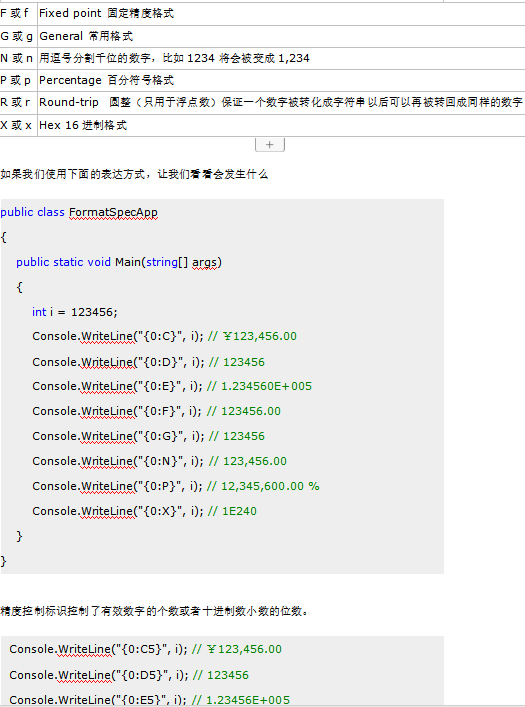 F 或 f Fixed point 固定精度格式
G 或 g General 常用格式
N 或 n 用逗号分割千位的数字，比如 1234 将会被变成 1,234
P 或 p Percentage 百分符号格式
R 或 r Round-trip 圆整（只用于浮点数）保证一个数字被转化成字符串以后可以再被转回成同样的数字
X 或 x Hex 16 进制格式
+
如果我们使用下面的表达方式，让我们看看会发生什么
public class FormatSpecApp
{
public static void Main(string[] args)
{
int i = 123456;
Console.WriteLine("{0:C}", i); // ￥123,456.00
Console.WriteLine("{0:D}", i); // 123456
Console.WriteLine("{0:E}", i); // 1.234560E+005
Console.WriteLine("{0:F}", i); // 123456.00
Console.WriteLine("{0:G}", i); // 123456
Console.WriteLine("{0:N}", i); // 123,456.00
Console.WriteLine("{0:P}", i); // 12,345,600.00 %
Console.WriteLine("{0:X}", i); // 1E240
}
}
精度控制标识控制了有效数字的个数或者十进制数小数的位数。
Console.WriteLine("{0:C5}", i); // ￥123,456.00
Console.WriteLine("{0:D5}", i); // 123456
Console.WriteLine("{0:E5}", i); // 1.23456E+005